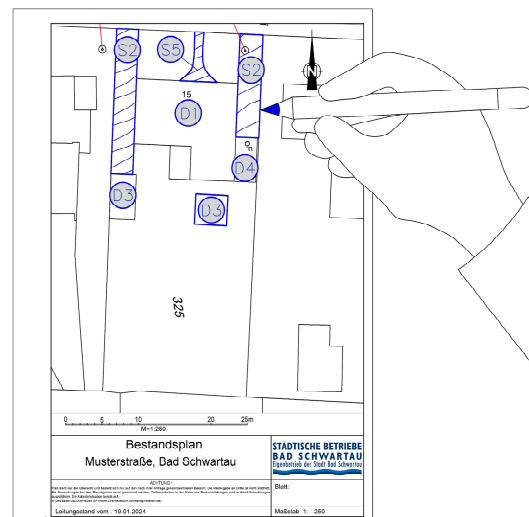 S2
S5
S2
N
15
D1
D4
D3
D3
325
0 5 10 20 25m
M=1:250
Bestandsplan
Musterstraße, Bad Schwartau
STÄDTISCHE BETRIEBE
BAD SCHWARTAU
Eigenbetrieb der Stadt Bad Schwartau
ACHTUNG!
Blatt:
Leitungsstand vom : 19.01.2024
Maßstab 1: 250